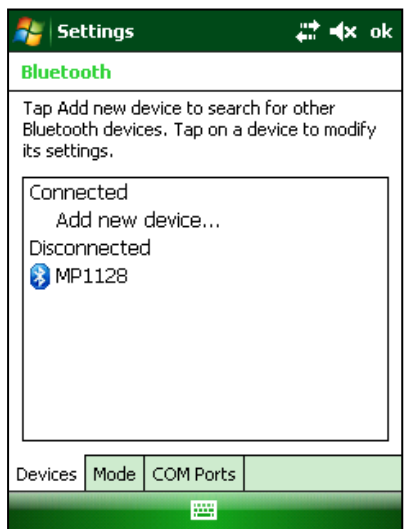 Settings ok
Bluetooth
Tap Add new device to search for other
Bluetooth devices. Tap on a device to modify
its settings.
Connected
Add new device...
Disconnected
MP1128
Devices Mode COM Ports